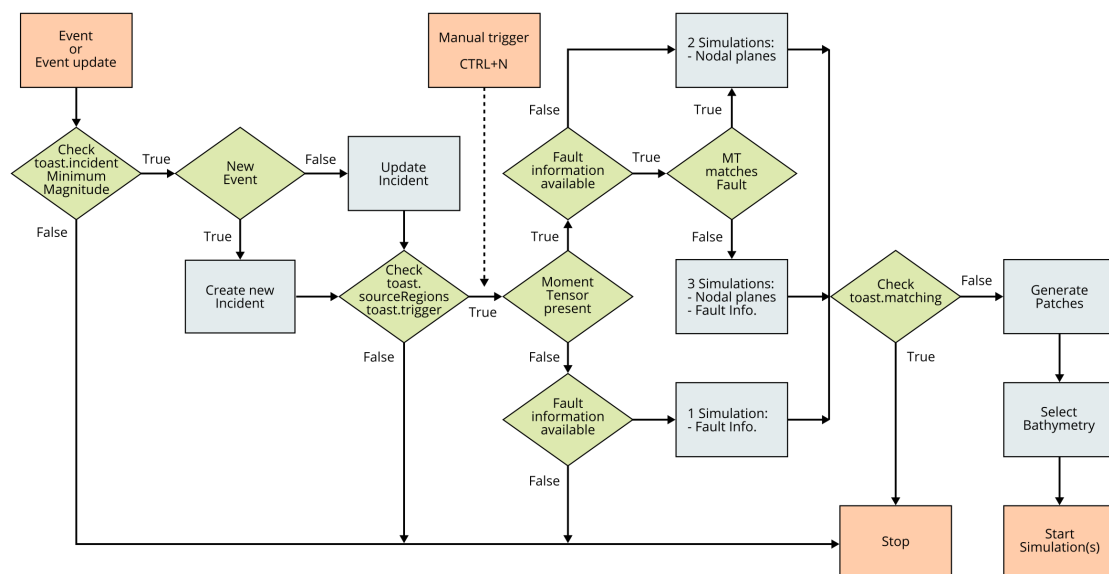 Event
or
Event update
Manual trigger
CTRL+N
2 Simulations:
- Nodal planes
False
True
Check
toast.incident
Minimum
Magnitude
True
New
Event
False
Update
Incident
Fault
information
available
True
MT
matches
Fault
False
True
True
False
Create new
Incident
Check
toast.
sourceRegions
toast.trigger
True
Moment
Tensor
present
3 Simulations:
- Nodal planes
- Fault Info.
Check
toast.matching
False
Generate
Patches
False
False
True
Fault
information
available
1 Simulation:
- Fault Info.
Select
Bathymetry
False
Stop
Start
Simulation(s)